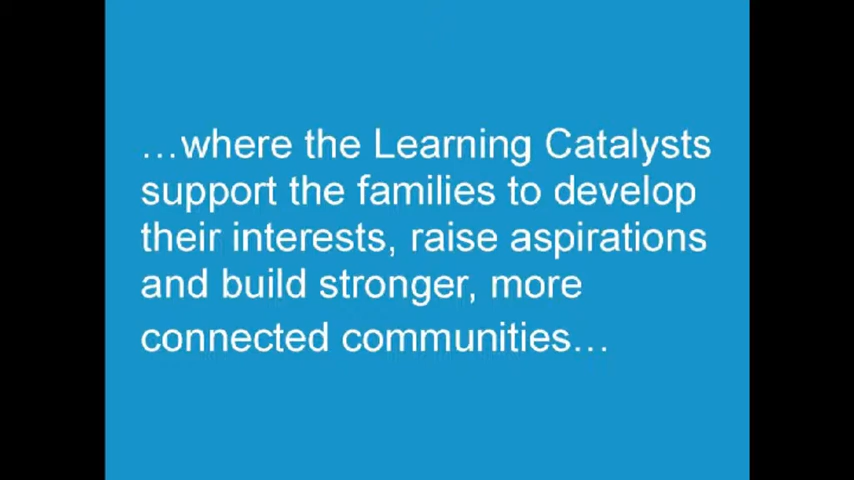 …where the Learning Catalysts
support the families to develop
their interests, raise aspirations
and build stronger, more
connected communities…